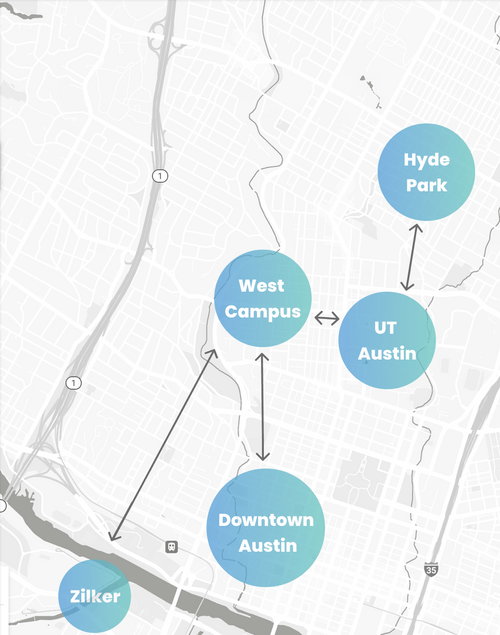 1
Hyde
Park
West
Campus
UT
Austin
1
Downtown
Austin
35
Zilker